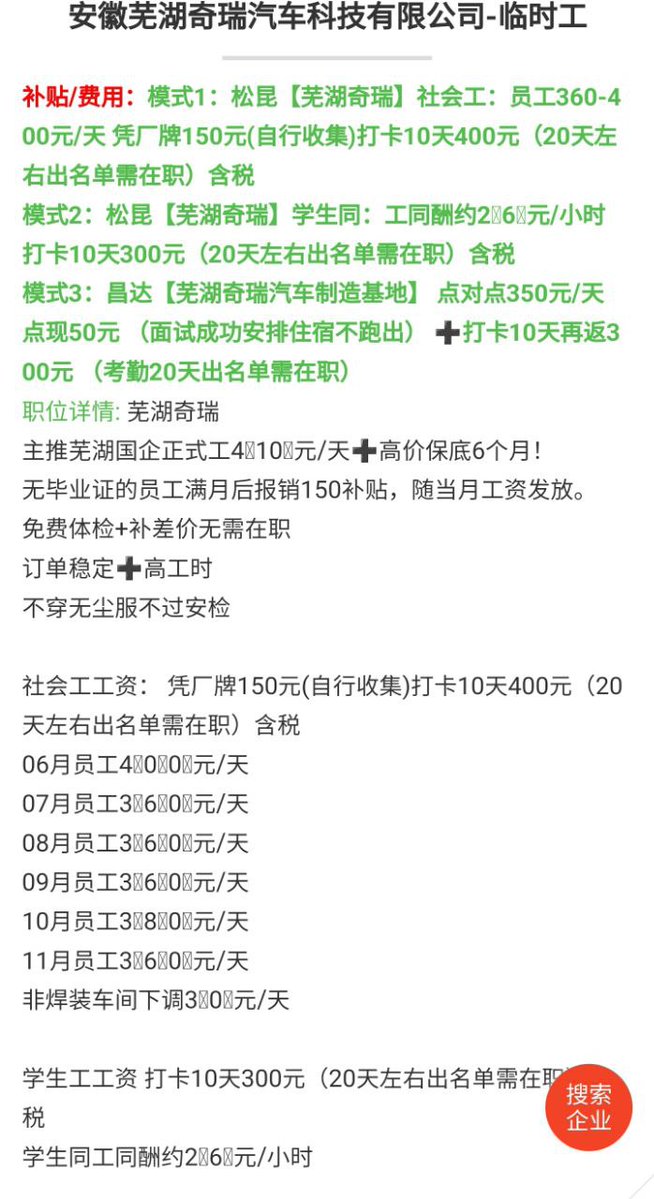 安徽芜湖奇瑞汽车科技有限公司-临时工
补贴/费用：模式1：松昆【芜湖奇瑞】社会工：员工360-4
00元/天 凭厂牌150元(自行收集)打卡10天400元（20天左
右出名单需在职）含税
模式2：松昆【芜湖奇瑞】学生同：工同酬约2▯6▯元/小时
打卡10天300元（20天左右出名单需在职）含税
模式3：昌达【芜湖奇瑞汽车制造基地】 点对点350元/天
点现50元 （面试成功安排住宿不跑出） ➕打卡10天再返3
00元 （考勤20天出名单需在职）
职位详情: 芜湖奇瑞
主推芜湖国企正式工4▯10▯元/天➕高价保底6个月！
无毕业证的员工满月后报销150补贴，随当月工资发放。
免费体检+补差价无需在职
订单稳定➕高工时
不穿无尘服不过安检
社会工工资： 凭厂牌150元(自行收集)打卡10天400元（20
天左右出名单需在职）含税
06月员工4▯0▯0▯元/天
07月员工3▯6▯0▯元/天
08月员工3▯6▯0▯元/天
09月员工3▯6▯0▯元/天
10月员工3▯8▯0▯元/天
11月员工3▯6▯0▯元/天
非焊装车间下调3▯0▯元/天
学生工工资 打卡10天300元（20天左右出名单需在
税
学生同工同酬约2▯6▯元/小时
搜索
企业